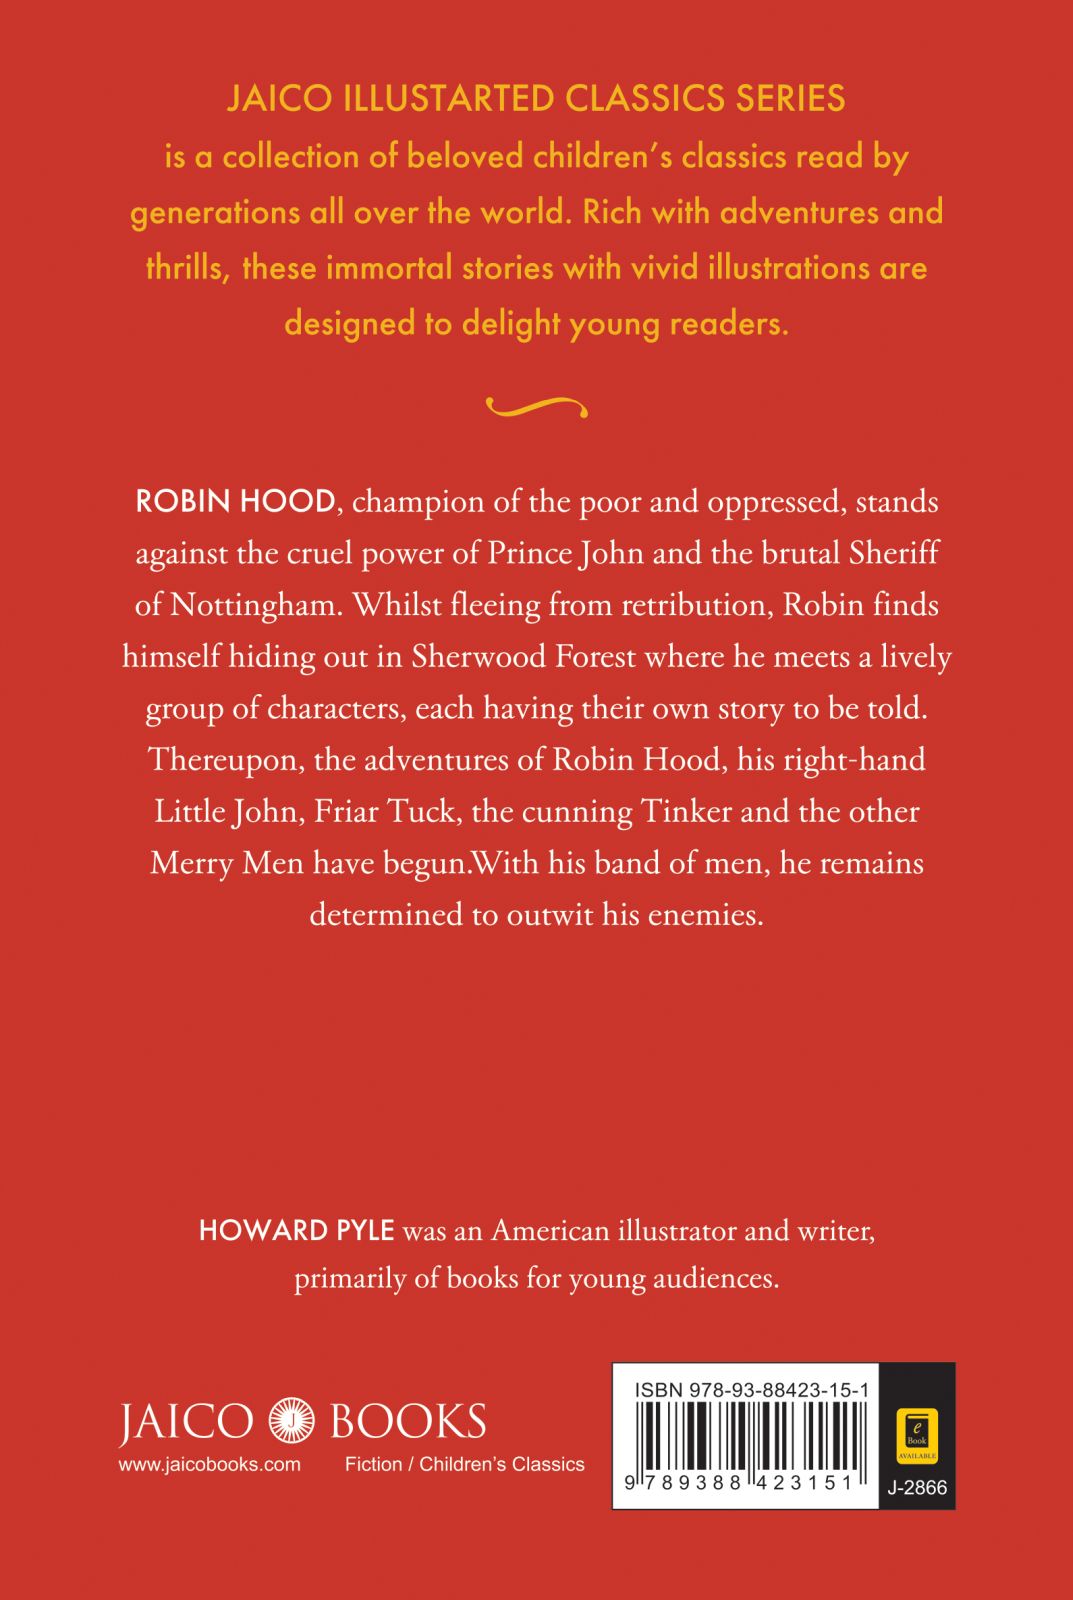 JAICO ILLUSTARTED CLASSICS SERIES
is a collection of beloved children’s classics read by
generations all over the world. Rich with adventures and
thrills, these immortal stories with vivid illustrations are
designed to delight young readers.
ROBIN HOOD, champion of the poor and oppressed, stands
against the cruel power of Prince John and the brutal Sheriff
of Nottingham. Whilst fleeing from retribution, Robin finds
himself hiding out in Sherwood Forest where he meets a lively
group of characters, each having their own story to be told.
Thereupon, the adventures of Robin Hood, his right-hand
Little John, Friar Tuck, the cunning Tinker and the other
Merry Men have begun.With his band of men, he remains
determined to outwit his enemies.
HOWARD PYLE was an American illustrator and writer,
primarily of books for young audiences.
JAICO J BOOKS
www.jaicobooks.com Fiction / Children’s Classics
ISBN 978-93-88423-15-1
9 789388 423151
e
Book
AVAILABLE
J-2866